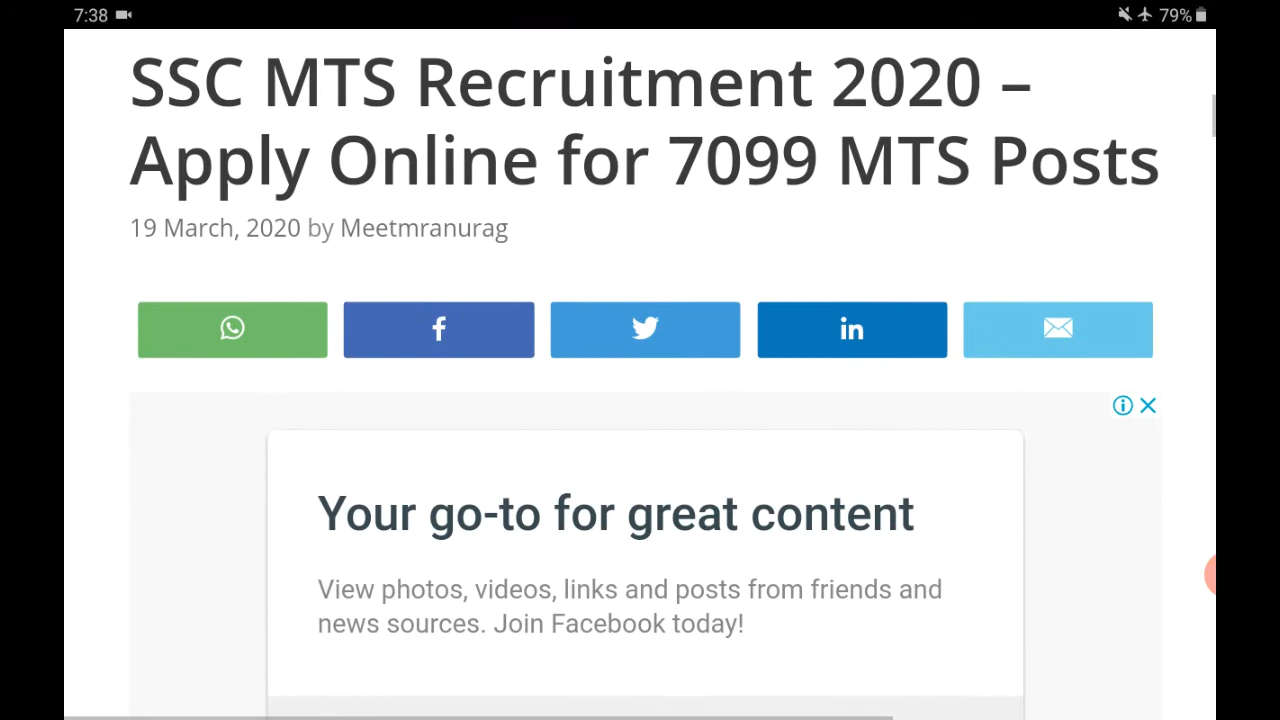 7:38 79%
SSC MTS Recruitment 2020 –
Apply Online for 7099 MTS Posts
19 March, 2020 by Meetmranurag
Your go-to for great content
View photos, videos, links and posts from friends and
news sources. Join Facebook today!